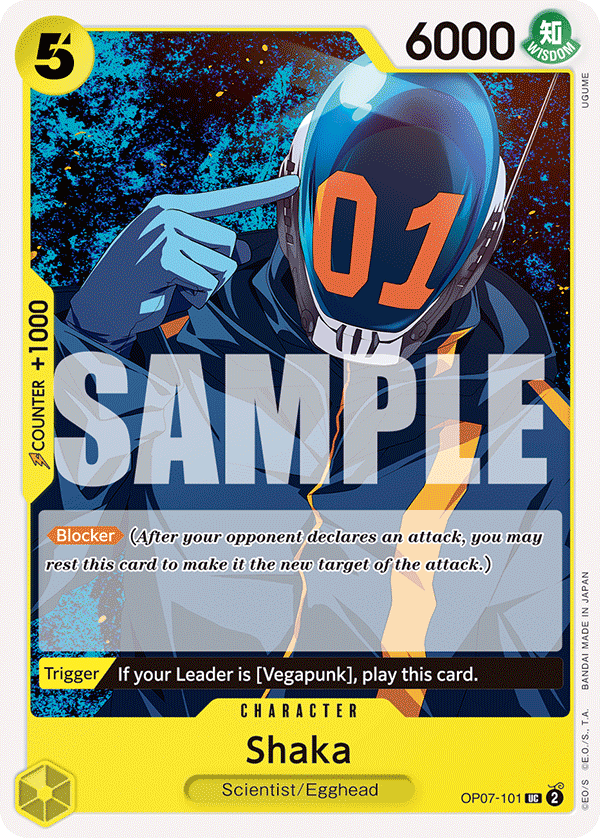 5
6000
知
WISDOM
UGUME
01
COUNTER +1000
SAMPLE
Blocker (After your opponent declares an attack, you may
rest this card to make it the new target of the attack.)
Trigger If your Leader is [Vegapunk], play this card.
CHARACTER
Shaka
Scientist/Egghead
OP07-101 UC 2
©EO/S ©E.O./S., T.A. BANDAI MADE IN JAPAN